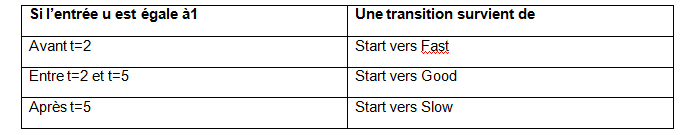 Si l'entrée u est égale à1 Une transition survient de
Avant t=2 Start vers Fast
Entre t=2 et t=5 Start vers Good
Après t=5 Start vers Slow